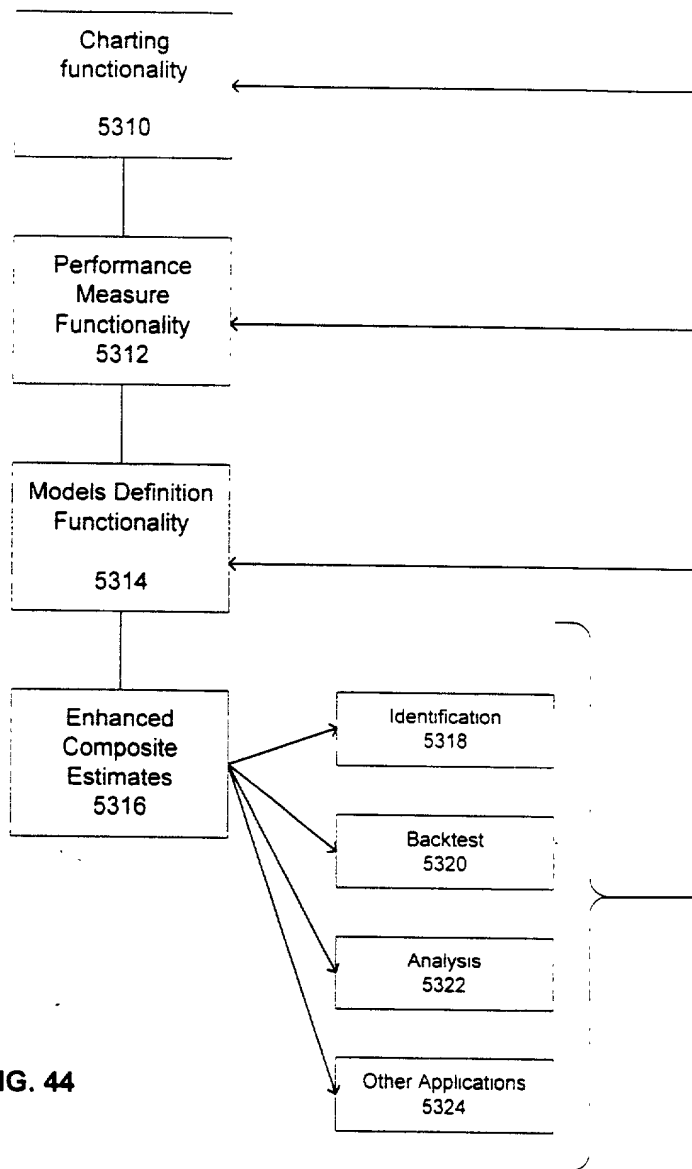 Charting
functionality
5310
Performance
Measure
Functionality
5312
Models Definition
Functionality
5314
Enhanced
Composite
Estimates
5316
Identification
5318
Backtest
5320
Analysis
5322
Other Applications
5324
IG. 44